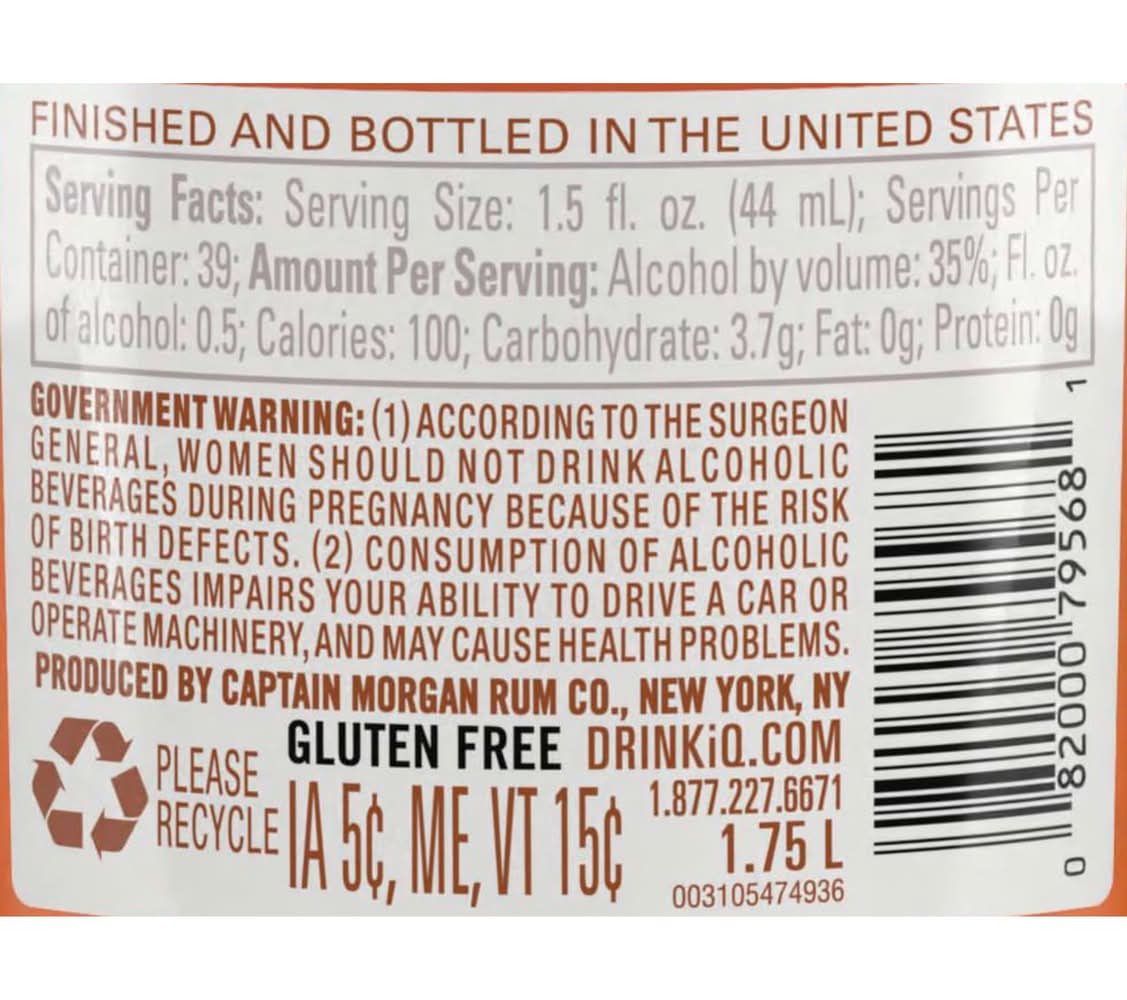 FINISHED AND BOTTLED IN THE UNITED STATES
Serving Facts: Serving Size: 1.5 fl. oz. (44 mL); Servings Per
Container: 39; Amount Per Serving: Alcohol by volume: 35%; Fl. oz.
of alcohol: 0.5; Calories: 100; Carbohydrate: 3.7g; Fat: 0g; Protein: 0g
GOVERNMENT WARNING: (1) ACCORDING TO THE SURGEON
GENERAL, WOMEN SHOULD NOT DRINK ALCOHOLIC
BEVERAGES DURING PREGNANCY BECAUSE OF THE RISK
OF BIRTH DEFECTS. (2) CONSUMPTION OF ALCOHOLIC
BEVERAGES IMPAIRS YOUR ABILITY TO DRIVE A CAR OR
OPERATE MACHINERY, AND MAY CAUSE HEALTH PROBLEMS.
PRODUCED BY CAPTAIN MORGAN RUM CO., NEW YORK, NY
GLUTEN FREE DRINKiQ.COM
PLEASE
RECYCLE
IA 5¢, ME, VT 15¢
1.877.227.6671
1.75 L
003105474936
0 82000 79568 1